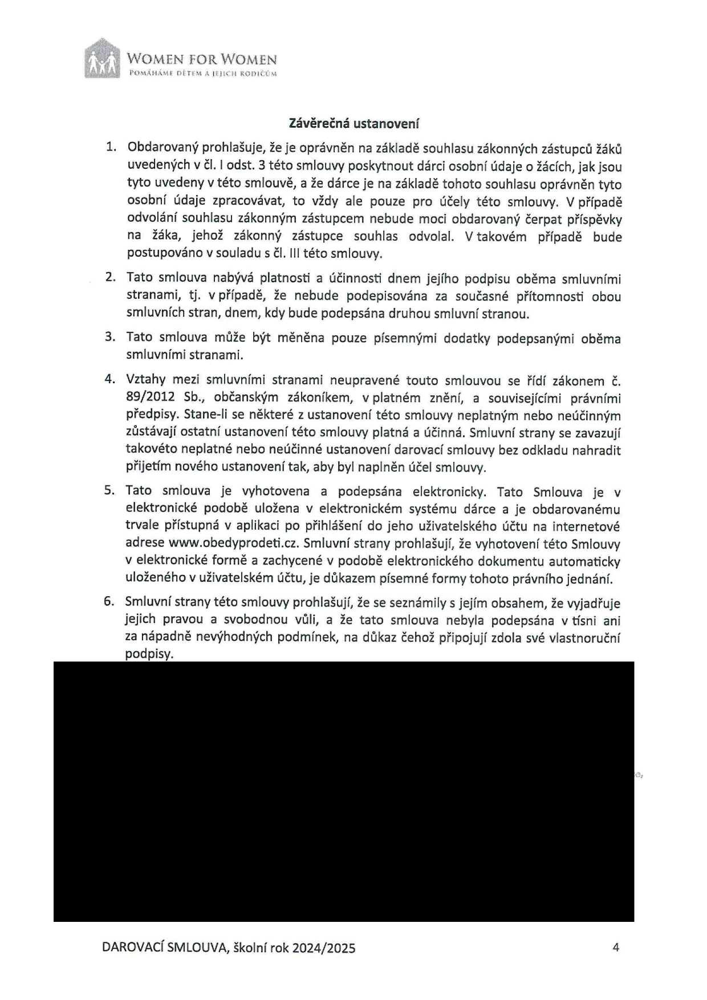 WOMEN FOR WOMEN
POMÁHÁME DĚTEM A JEJICH RODIČŮM
Závěrečná ustanovení
1. Obdarovaný prohlašuje, že je oprávněn na základě souhlasu zákonných zástupců žáků
uvedených v čl. I odst. 3 této smlouvy poskytnout dárci osobní údaje o žácích, jak jsou
tyto uvedeny v této smlouvě, a že dárce je na základě tohoto souhlasu oprávněn tyto
osobní údaje zpracovávat, to vždy ale pouze pro účely této smlouvy. V případě
odvolání souhlasu zákonným zástupcem nebude moci obdarovaný čerpat příspěvky
na žáka, jehož zákonný zástupce souhlas odvolal. V takovém případě bude
postupováno v souladu s čl. III této smlouvy.
2. Tato smlouva nabývá platnosti a účinnosti dnem jejího podpisu oběma smluvními
stranami, tj. v případě, že nebude podepisována za současné přítomnosti obou
smluvních stran, dnem, kdy bude podepsána druhou smluvní stranou.
3. Tato smlouva může být měněna pouze písemnými dodatky podepsanými oběma
smluvními stranami.
4. Vztahy mezi smluvními stranami neupravené touto smlouvou se řídí zákonem č.
89/2012 Sb., občanským zákoníkem, v platném znění, a souvisejícími právními
předpisy. Stane-li se některé z ustanovení této smlouvy neplatným nebo neúčinným
zůstávají ostatní ustanovení této smlouvy platná a účinná. Smluvní strany se zavazují
takovéto neplatné nebo neúčinné ustanovení darovací smlouvy bez odkladu nahradit
přijetím nového ustanovení tak, aby byl naplněn účel smlouvy.
5. Tato smlouva je vyhotovena a podepsána elektronicky. Tato Smlouva je v
elektronické podobě uložena v elektronickém systému dárce a je obdarovanému
trvale přístupná v aplikaci po přihlášení do jeho uživatelského účtu na internetové
adrese www.obedyprodeti.cz. Smluvní strany prohlašují, že vyhotovení této Smlouvy
v elektronické formě a zachycené v podobě elektronického dokumentu automaticky
uloženého v uživatelském účtu, je důkazem písemné formy tohoto právního jednání.
6. Smluvní strany této smlouvy prohlašují, že se seznámily s jejím obsahem, že vyjadřuje
jejich pravou a svobodnou vůli, a že tato smlouva nebyla podepsána v tísni ani
za nápadně nevýhodných podmínek, na důkaz čehož připojují zdola své vlastnoruční
podpisy.
DAROVACÍ SMLOUVA, školní rok 2024/2025 4